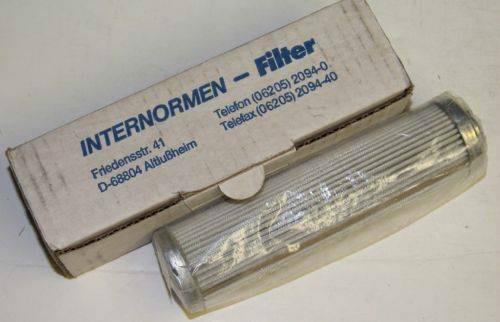 INTERNORMEN - Filter
Friedensstr. 41
D-68804 Altlußheim
Telefon (06205) 2094-0
Telefax (06205) 2094-40